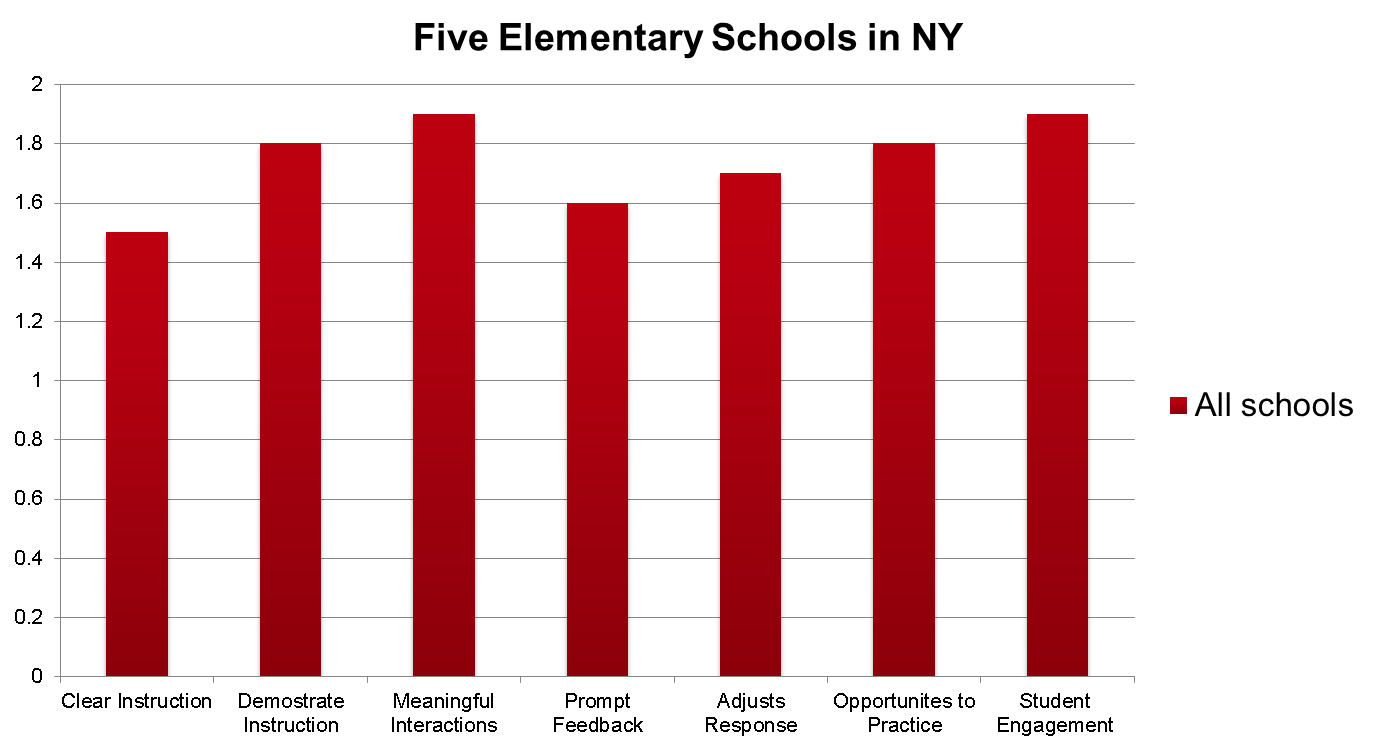 Five Elementary Schools in NY
2
1.8
1.6
1.4
1.2
1
0.8
0.6
0.4
0.2
0
All schools
Clear Instruction
Demostrate
Instruction
Meaningful
Interactions
Prompt
Feedback
Adjusts
Response
Opportunites to
Practice
Student
Engagement